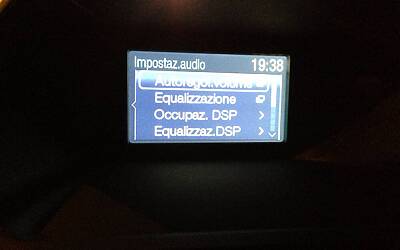 Impostaz.audio 19:38
Autoregol.volume
Equalizzazione
Occupaz. DSP
Equalizzaz.DSP